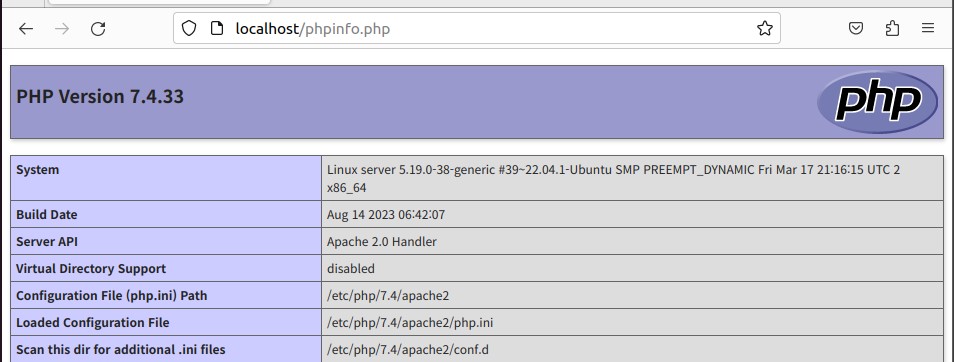 localhost/phpinfo.php
PHP Version 7.4.33
php
System Linux server 5.19.0-38-generic #39~22.04.1-Ubuntu SMP PREEMPT_DYNAMIC Fri Mar 17 21:16:15 UTC 2
x86_64
Build Date Aug 14 2023 06:42:07
Server API Apache 2.0 Handler
Virtual Directory Support disabled
Configuration File (php.ini) Path /etc/php/7.4/apache2
Loaded Configuration File /etc/php/7.4/apache2/php.ini
Scan this dir for additional .ini files /etc/php/7.4/apache2/conf.d